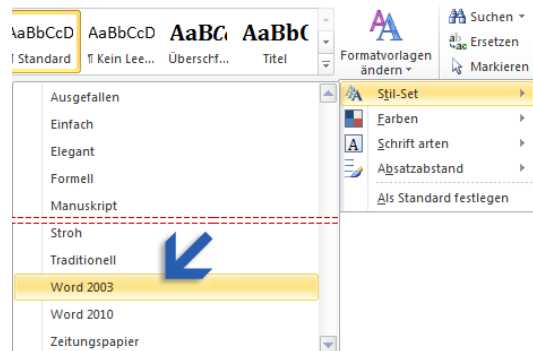 AaBbCcD AaBbCcD AaBbC AaBb(
¶ Kein Lee... Überschf... Titel
Standard
Formatvorlagen
ändern
Suchen
Ersetzen
Markieren
Stil-Set
Farben
Schrift arten
Absatzabstand
Als Standard festlegen
Ausgefallen
Einfach
Elegant
Formell
Manuskript
Stroh
Traditionell
Word 2003
Word 2010
Zeitungspapier